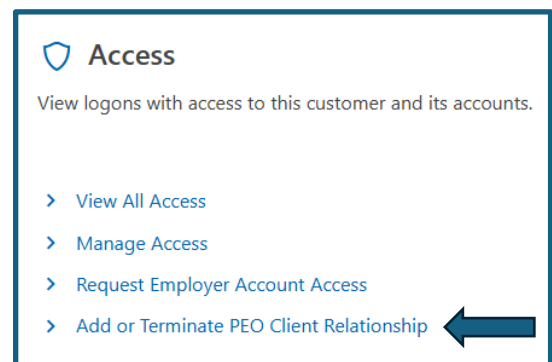 Access
View logons with access to this customer and its accounts.
View All Access
Manage Access
Request Employer Account Access
Add or Terminate PEO Client Relationship